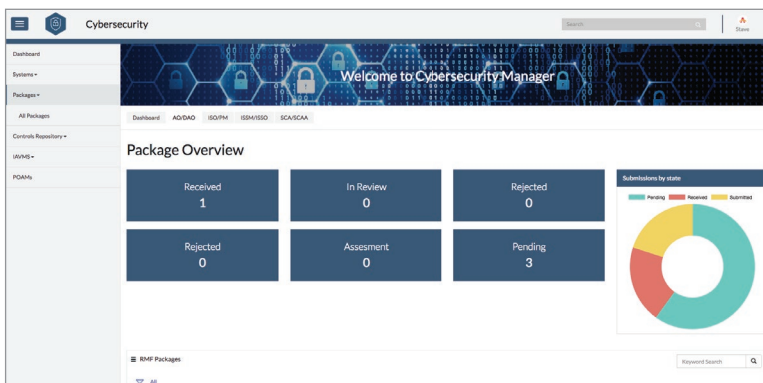 Cybersecurity
Search
Steve
Dashboard
Systems
Packages
All Packages
Controls Repository
IAVMS
POAMs
Welcome to Cybersecurity Manager
Dashboard AO/DAO ISO/PM ISSM/ISSO SCA/SCAA
Package Overview
Received
1
In Review
0
Rejected
0
Rejected
0
Assesment
0
Pending
3
Submissions by state
Pending Received Submitted
RMF Packages
Keyword Search
All